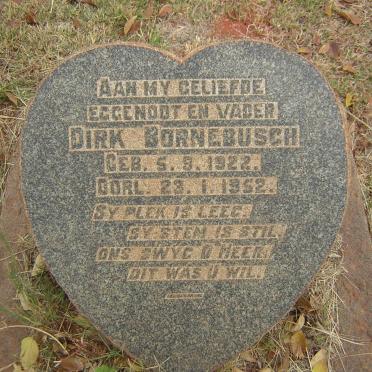 AAN MY GELIEFDE
EGGENOOT EN VADER
DIRK BORNEBUSCH
GEB. 5. 9. 1922.
OORL. 23. 1. 1952.
SY PLEK IS LEEG.
SY STEM IS STIL,
ONS SWYG O HEER!
DIT WAS U WIL.